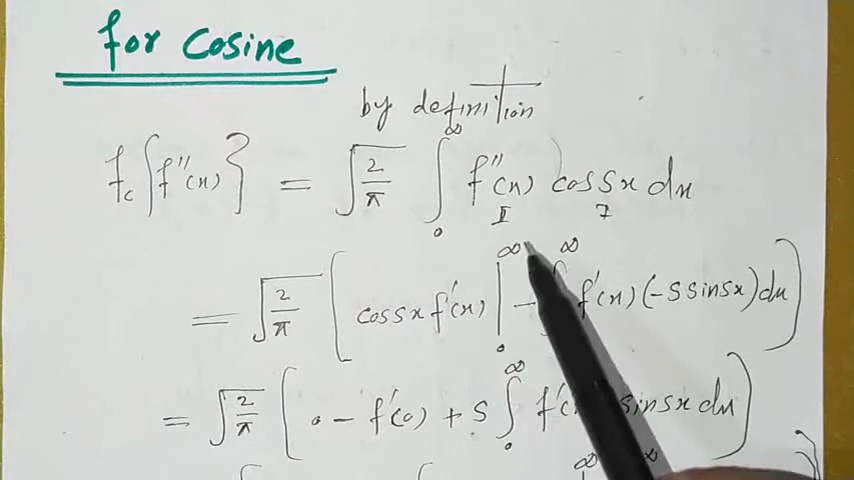 for Cosine
by definition
f_c {f''(x)} = √(2/π) ∫₀^∞ f''(x) cos sx dx
II I
= √(2/π) [cos sx f'(x) |₀^∞ - ∫^∞ f'(x) (-s sin sx) dx]
= √(2/π) [0 - f'(0) + s ∫₀^∞ f' sin sx dx]
∞ ∞